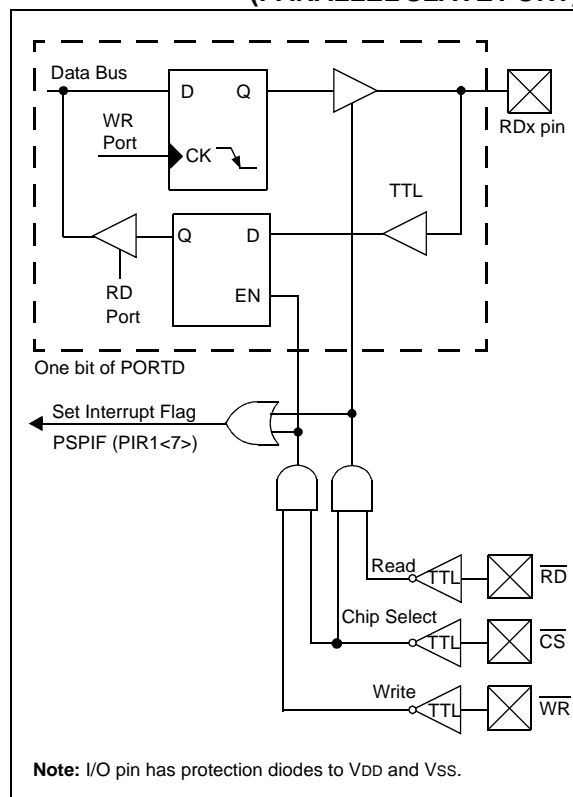 Data Bus
D Q
RDx pin
WR
Port
CK
TTL
Q D
RD
Port
EN
One bit of PORTD
Set Interrupt Flag
PSPIF (PIR1<7>)
Read
TTL
RD
Chip Select
TTL
CS
Write
TTL
WR
Note: I/O pin has protection diodes to VDD and VSS.